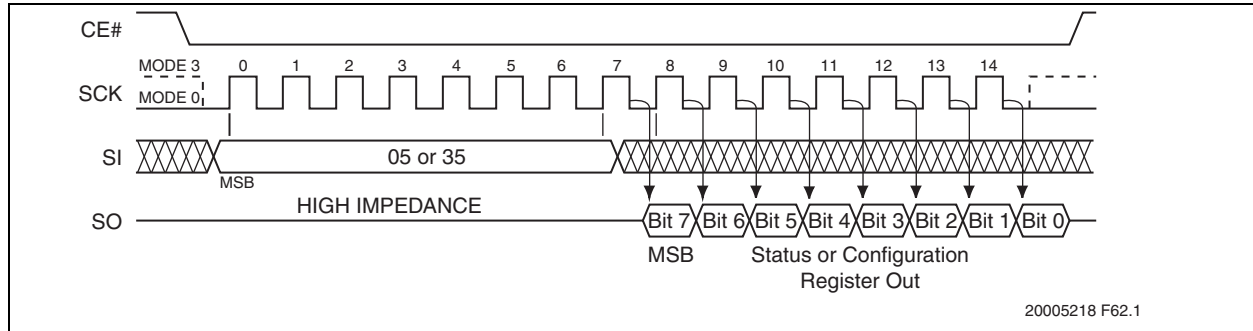 CE#
MODE 3
0 1 2 3 4 5 6 7 8 9 10 11 12 13 14
SCK
MODE 0
SI
05 or 35
MSB
HIGH IMPEDANCE
SO
Bit 7 Bit 6 Bit 5 Bit 4 Bit 3 Bit 2 Bit 1 Bit 0
MSB
Status or Configuration
Register Out
20005218 F62.1